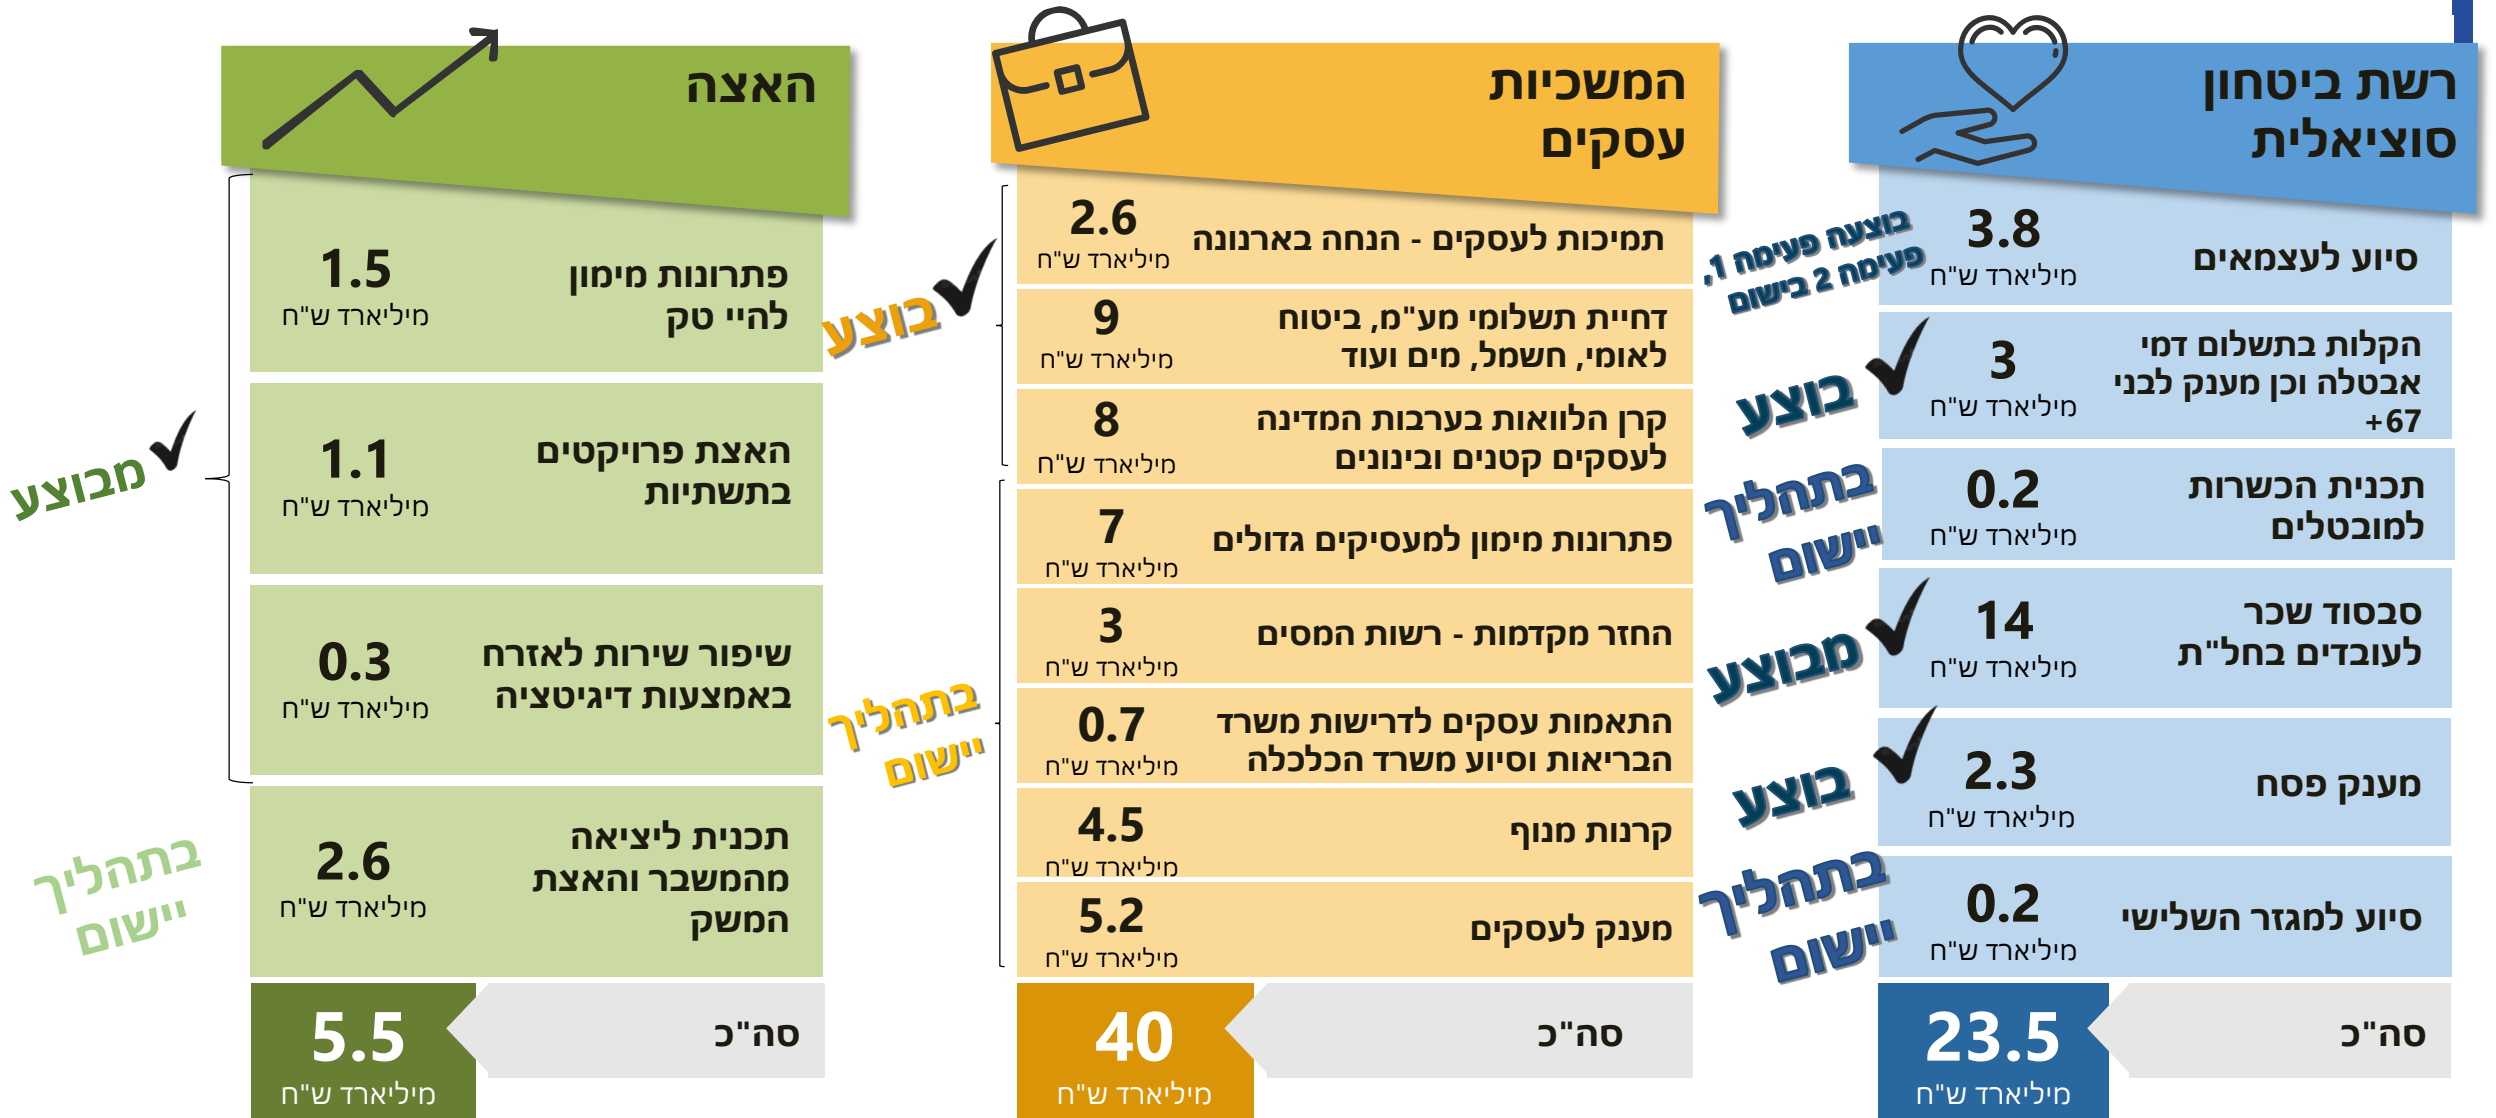 רשת ביטחון
סוציאלית
סיוע לעצמאים
3.8
מיליארד ש"ח
בוצעה פעימה 1,
פעימה 2 בישום
הקלות בתשלום דמי
אבטלה וכן מענק לבני
67+
3
מיליארד ש"ח
בוצע
תכנית הכשרות
למובטלים
0.2
מיליארד ש"ח
בתהליך
יישום
סבסוד שכר
לעובדים בחל"ת
14
מיליארד ש"ח
מבוצע
מענק פסח
2.3
מיליארד ש"ח
בוצע
סיוע למגזר השלישי
0.2
מיליארד ש"ח
בתהליך
יישום
סה"כ
23.5
מיליארד ש"ח
המשכיות
עסקים
תמיכות לעסקים - הנחה בארנונה
2.6
מיליארד ש"ח
דחיית תשלומי מע"מ, ביטוח
לאומי, חשמל, מים ועוד
9
מיליארד ש"ח
קרן הלוואות בערבות המדינה
לעסקים קטנים ובינונים
8
מיליארד ש"ח
בוצע
פתרונות מימון למעסיקים גדולים
7
מיליארד ש"ח
החזר מקדמות - רשות המסים
3
מיליארד ש"ח
התאמות עסקים לדרישות משרד
הבריאות וסיוע משרד הכלכלה
0.7
מיליארד ש"ח
קרנות מנוף
4.5
מיליארד ש"ח
מענק לעסקים
5.2
מיליארד ש"ח
בתהליך
יישום
סה"כ
40
מיליארד ש"ח
האצה
פתרונות מימון
להיי טק
1.5
מיליארד ש"ח
האצת פרויקטים
בתשתיות
1.1
מיליארד ש"ח
שיפור שירות לאזרח
באמצעות דיגיטציה
0.3
מיליארד ש"ח
מבוצע
תכנית ליציאה
מהמשבר והאצת
המשק
2.6
מיליארד ש"ח
בתהליך
יישום
סה"כ
5.5
מיליארד ש"ח